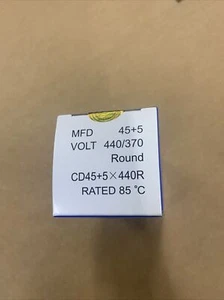 MFD 45+5
VOLT 440/370
Round
CD45+5×440R
RATED 85 ℃